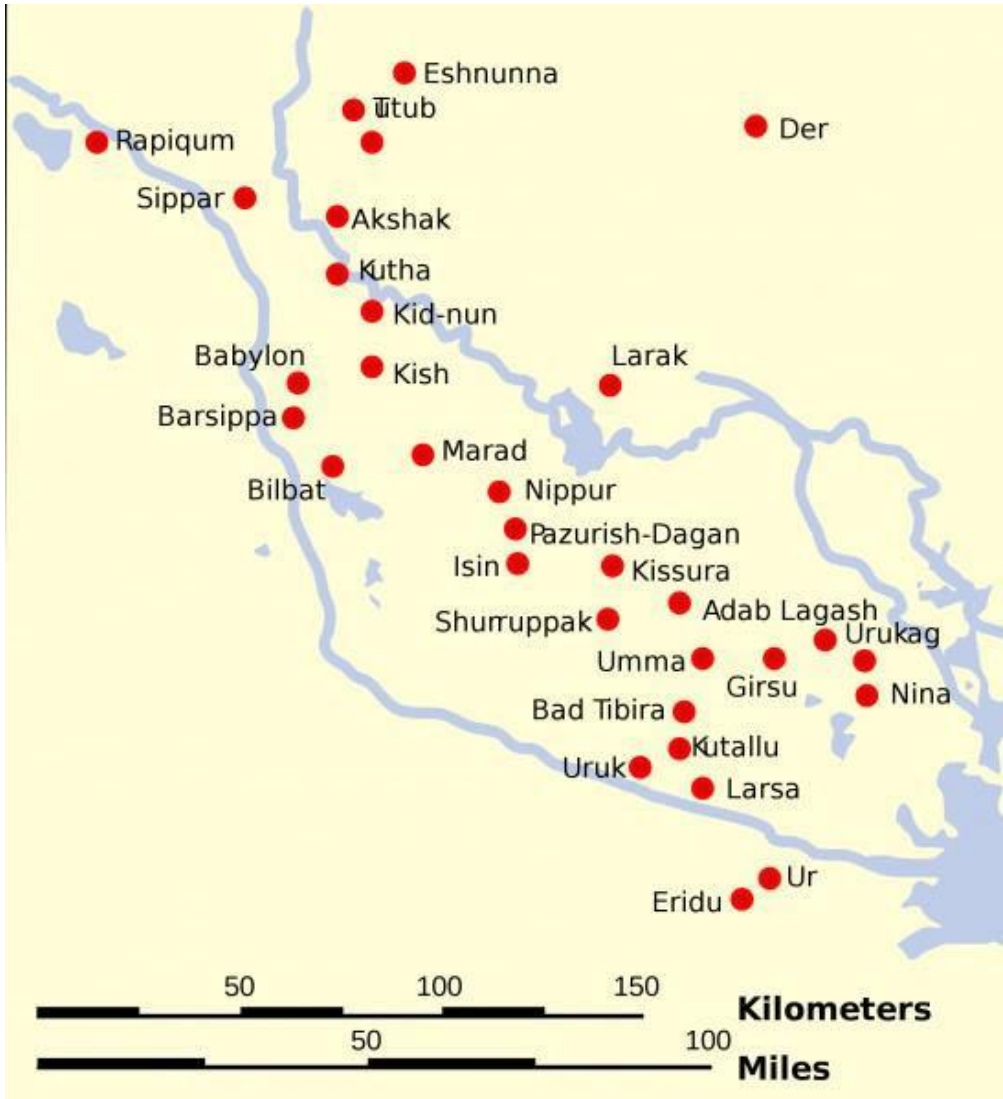 Eshnunna
Tutub
Der
Rapiqum
Sippar
Akshak
Kutha
Kid-nun
Larak
Babylon
Kish
Barsippa
Marad
Bilbat
Nippur
Pazurish-Dagan
Isin
Kissura
Adab Lagash
Shurruppak
Urukag
Umma
Girsu
Nina
Bad Tibira
Kutallu
Uruk
Larsa
Ur
Eridu
50 100 150
Kilometers
50 100
Miles